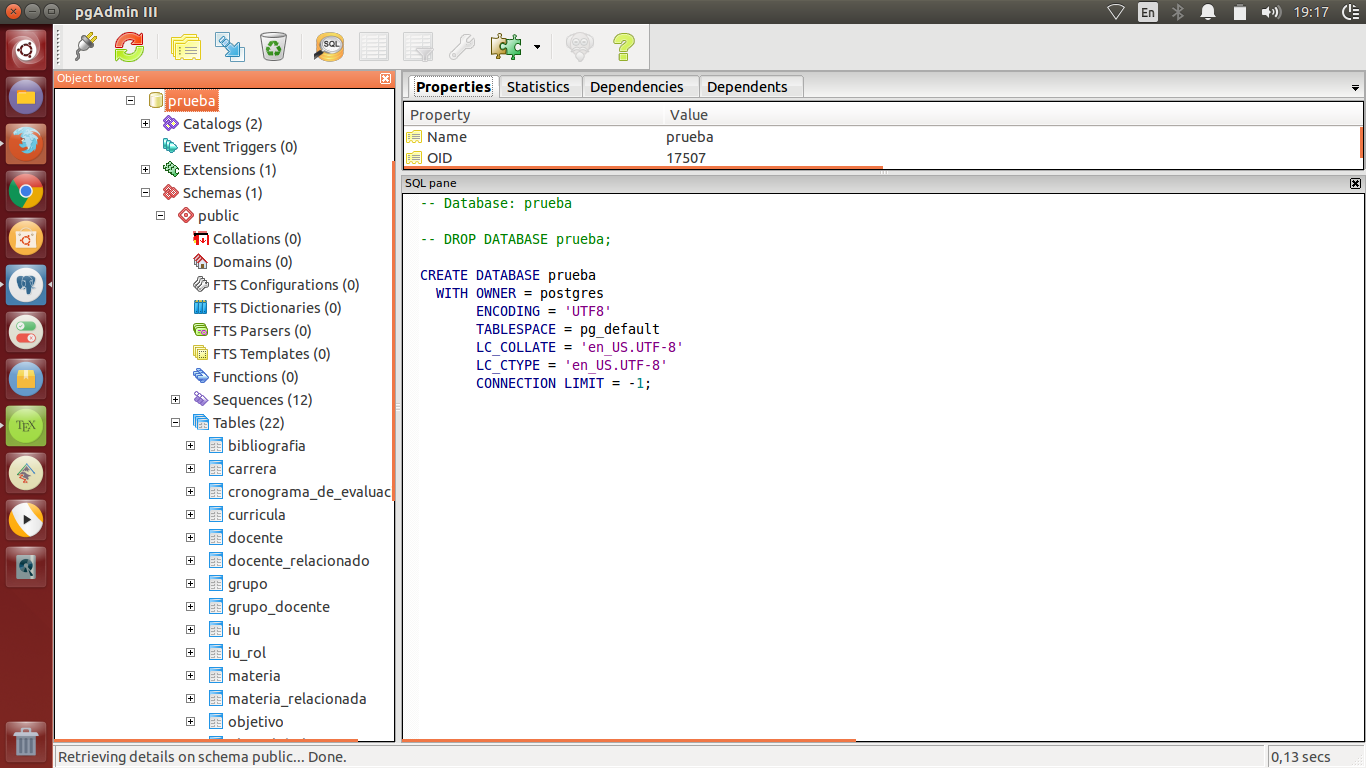 pgAdmin III
En
19:17
SQL
Object browser
prueba
Catalogs (2)
Event Triggers (0)
Extensions (1)
Schemas (1)
public
Collations (0)
Domains (0)
FTS Configurations (0)
FTS Dictionaries (0)
FTS Parsers (0)
FTS Templates (0)
Functions (0)
Sequences (12)
Tables (22)
bibliografia
carrera
cronograma_de_evaluac
curricula
docente
docente_relacionado
grupo
grupo_docente
iu
iu_rol
materia
materia_relacionada
objetivo
TEX
Properties
Statistics
Dependencies
Dependents
Property Value
Name prueba
OID 17507
SQL pane
-- Database: prueba
-- DROP DATABASE prueba;
CREATE DATABASE prueba
WITH OWNER = postgres
ENCODING = 'UTF8'
TABLESPACE = pg_default
LC_COLLATE = 'en_US.UTF-8'
LC_CTYPE = 'en_US.UTF-8'
CONNECTION LIMIT = -1;
Retrieving details on schema public... Done.
0,13 secs